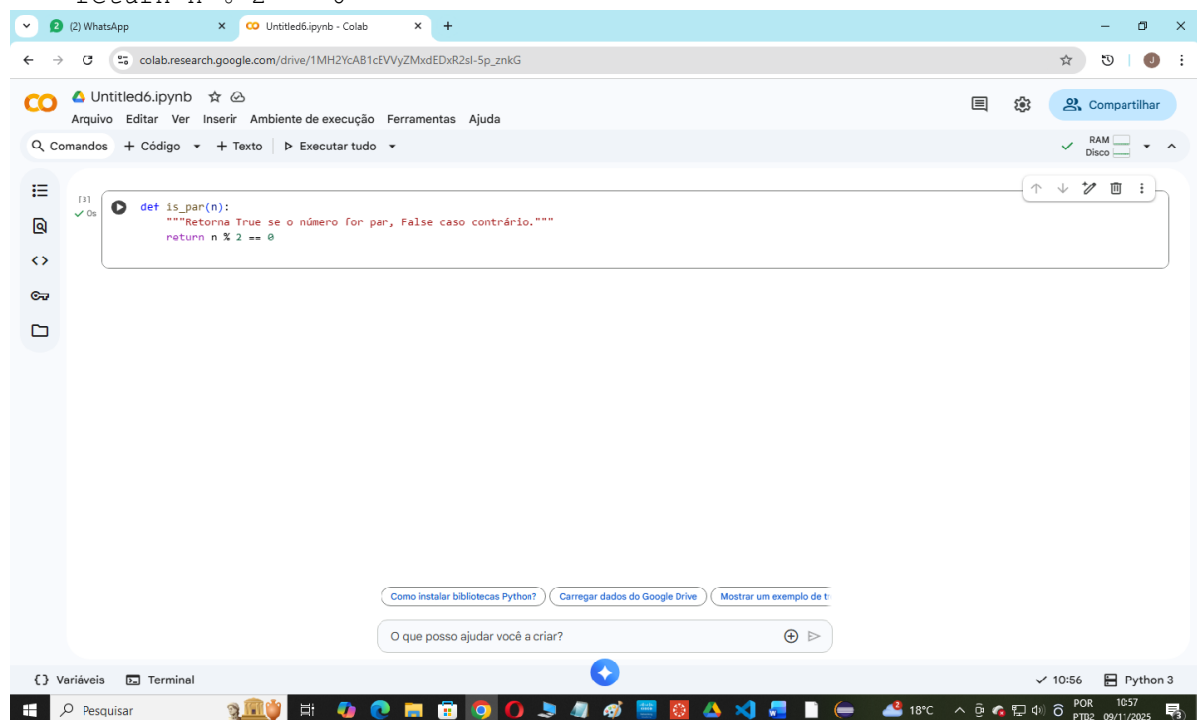 (2) WhatsApp
Untitled6.ipynb - Colab
colab.research.google.com/drive/1MH2YcAB1cEVVyZMxdEDxR2sI-5p_znkG
J
CO
Untitled6.ipynb
Arquivo Editar Ver Inserir Ambiente de execução Ferramentas Ajuda
Compartilhar
Comandos + Código + Texto Executar tudo
RAM
Disco
[3]
0s
def is_par(n):
"""Retorna True se o número for par, False caso contrário."""
return n % 2 == 0
Como instalar bibliotecas Python? Carregar dados do Google Drive Mostrar um exemplo de
O que posso ajudar você a criar?
Variáveis Terminal
10:56 Python 3
Pesquisar
18°C
POR
PTB2
10:57
09/11/2025